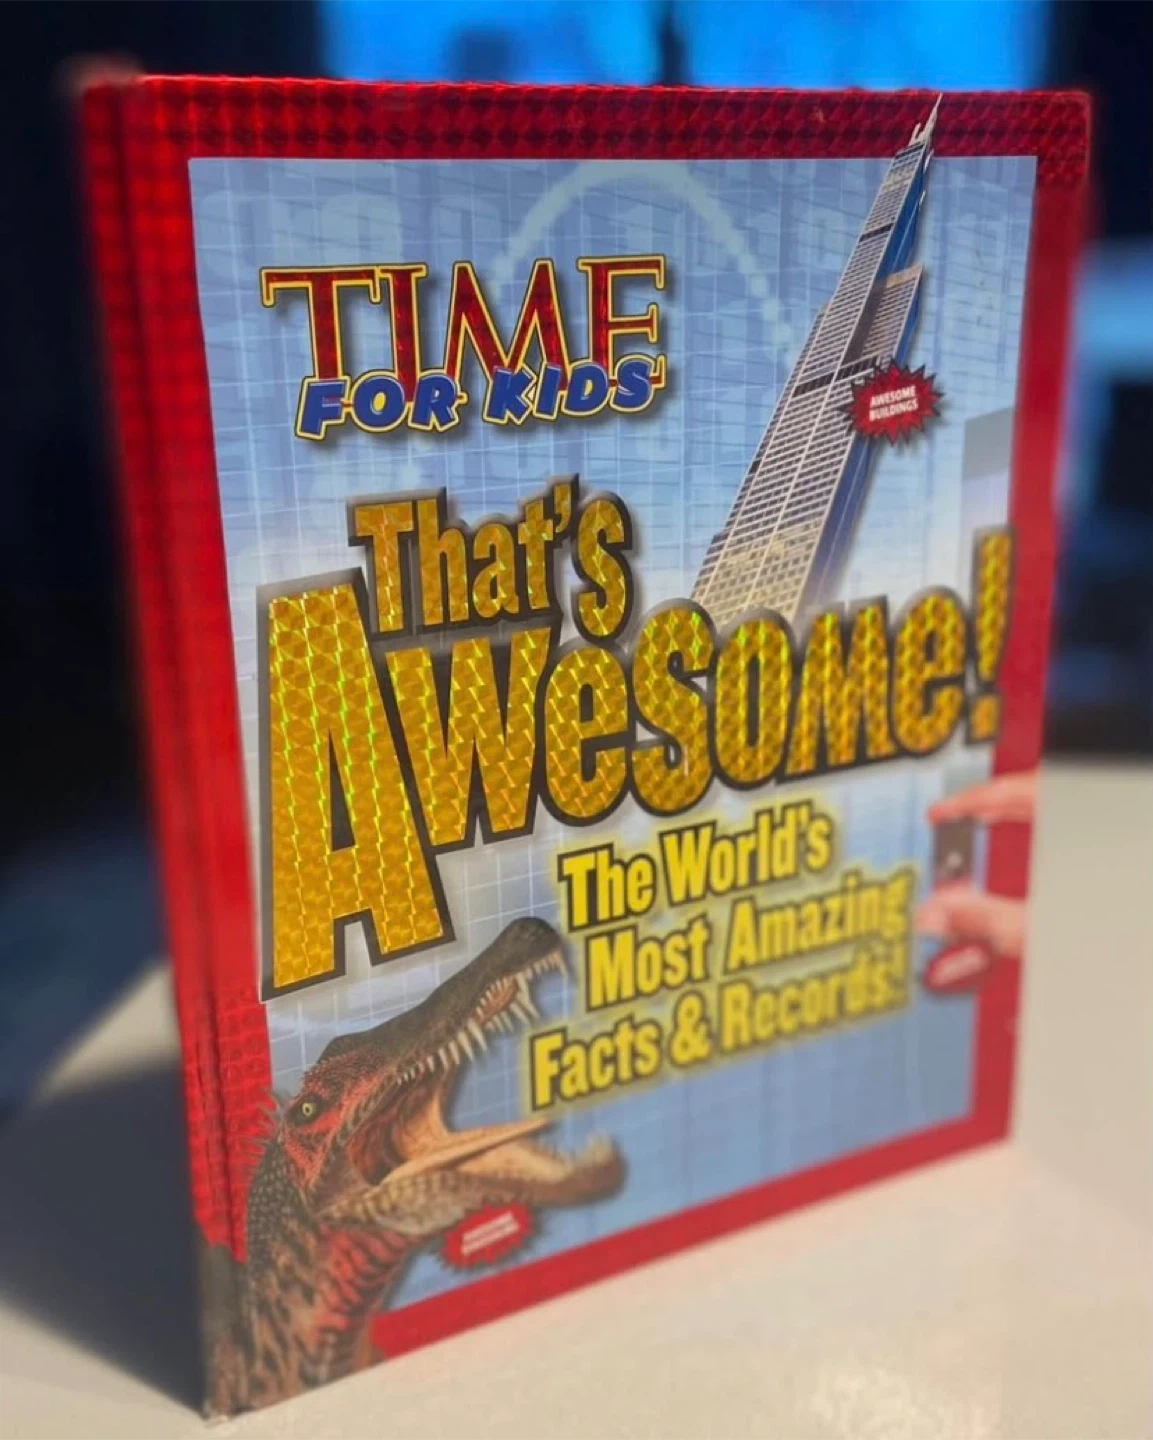 TIME
FOR KIDS
AWESOME
BUILDINGS
That's
Awesome!
The World's
Most Amazing
Facts & Records!